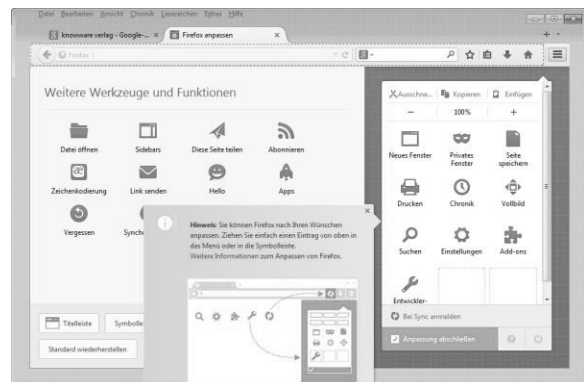 Datei Bearbeiten Ansicht Chronik Lesezeichen Extras Hilfe
knowware verlag - Google-... × Firefox anpassen ×
Firefox
Weitere Werkzeuge und Funktionen
Datei öffnen Sidebars Diese Seite teilen Abonnieren
Zeichenkodierung Link senden Hello Apps
Vergessen
Hinweis: Sie können Firefox nach Ihren Wünschen
anpassen. Ziehen Sie einfach einen Eintrag von oben in
das Menü oder in die Symbolleiste.
Weitere Informationen zum Anpassen von Firefox.
Titelleiste Symbolle
Standard wiederherstellen
Ausschne... Kopieren Einfügen
− 100% +
Neues Fenster Privates Fenster Seite speichern
Drucken Chronik Vollbild
Suchen Einstellungen Add-ons
Entwickler-
Bei Sync anmelden
Anpassung abschließen